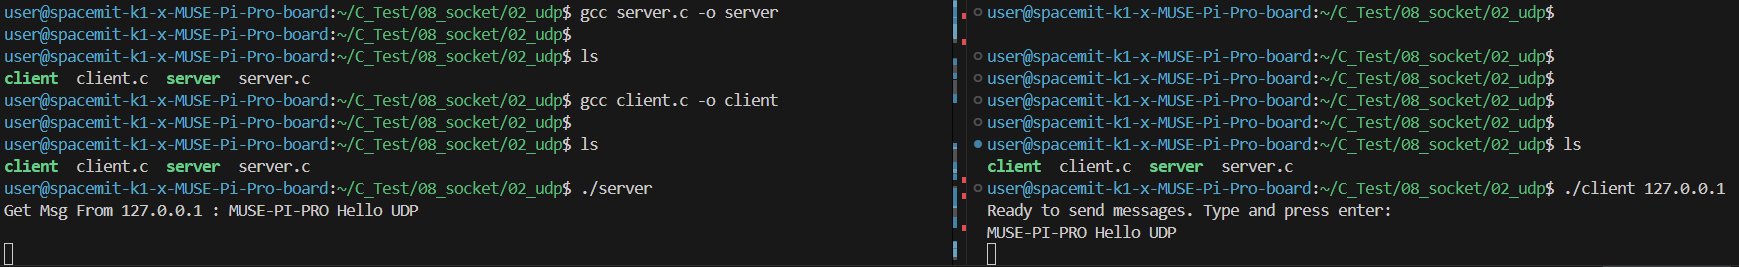 user@spacemit-k1-x-MUSE-Pi-Pro-board:~/C_Test/08_socket/02_udp$ gcc server.c -o server
user@spacemit-k1-x-MUSE-Pi-Pro-board:~/C_Test/08_socket/02_udp$
user@spacemit-k1-x-MUSE-Pi-Pro-board:~/C_Test/08_socket/02_udp$ ls
client  client.c  server  server.c
user@spacemit-k1-x-MUSE-Pi-Pro-board:~/C_Test/08_socket/02_udp$ gcc client.c -o client
user@spacemit-k1-x-MUSE-Pi-Pro-board:~/C_Test/08_socket/02_udp$
user@spacemit-k1-x-MUSE-Pi-Pro-board:~/C_Test/08_socket/02_udp$ ls
client  client.c  server  server.c
user@spacemit-k1-x-MUSE-Pi-Pro-board:~/C_Test/08_socket/02_udp$ ./server
Get Msg From 127.0.0.1 : MUSE-PI-PRO Hello UDP
user@spacemit-k1-x-MUSE-Pi-Pro-board:~/C_Test/08_socket/02_udp$
user@spacemit-k1-x-MUSE-Pi-Pro-board:~/C_Test/08_socket/02_udp$
user@spacemit-k1-x-MUSE-Pi-Pro-board:~/C_Test/08_socket/02_udp$
user@spacemit-k1-x-MUSE-Pi-Pro-board:~/C_Test/08_socket/02_udp$
user@spacemit-k1-x-MUSE-Pi-Pro-board:~/C_Test/08_socket/02_udp$
user@spacemit-k1-x-MUSE-Pi-Pro-board:~/C_Test/08_socket/02_udp$ ls
client  client.c  server  server.c
user@spacemit-k1-x-MUSE-Pi-Pro-board:~/C_Test/08_socket/02_udp$ ./client 127.0.0.1
Ready to send messages. Type and press enter:
MUSE-PI-PRO Hello UDP